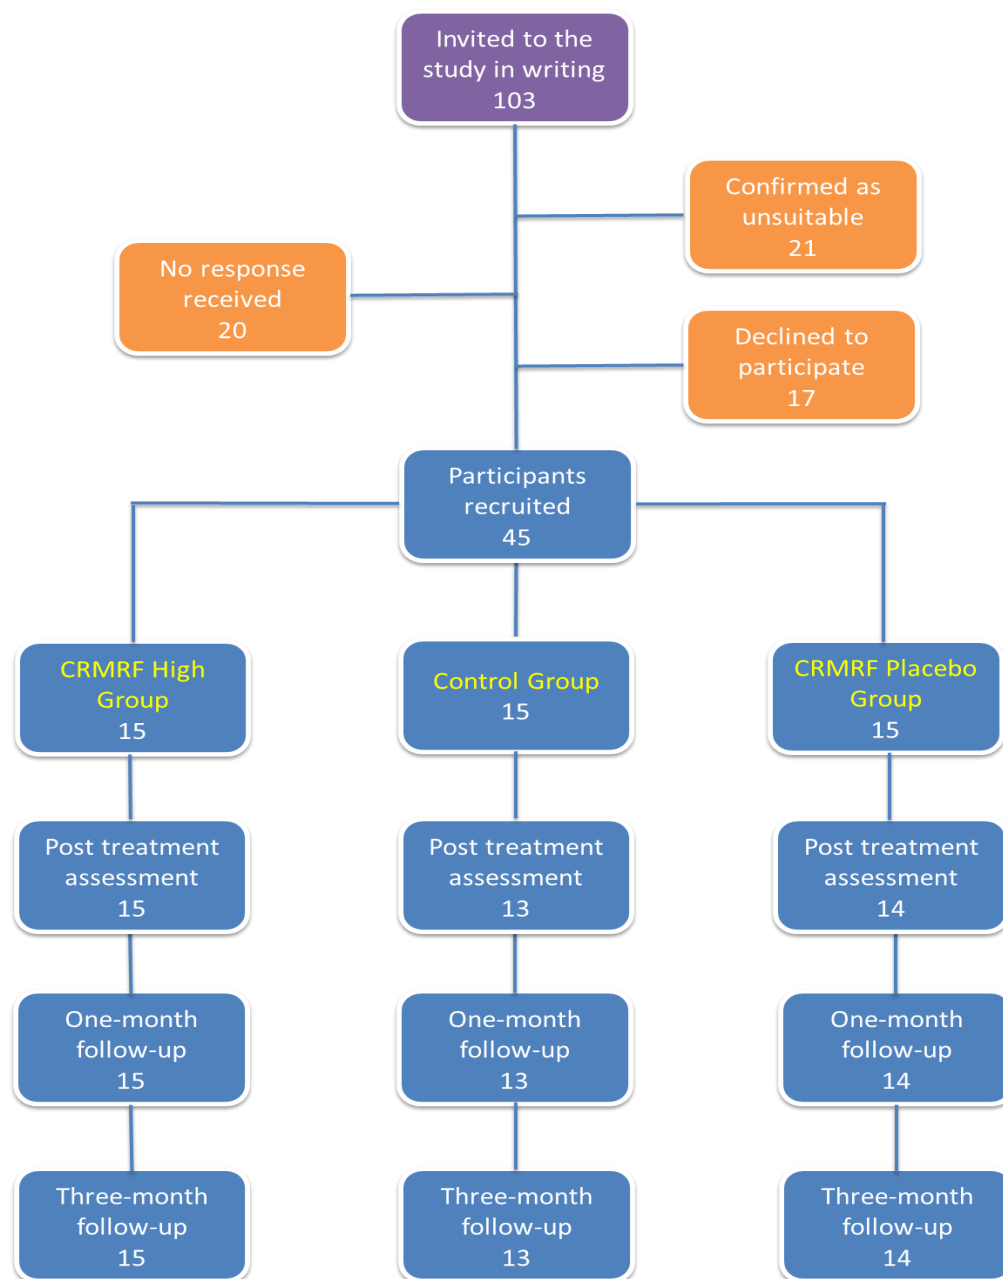 Invited to the
study in writing
103
Confirmed as
unsuitable
21
No response
received
20
Declined to
participate
17
Participants
recruited
45
CRMRF High
Group
15
Control Group
15
CRMRF Placebo
Group
15
Post treatment
assessment
15
Post treatment
assessment
13
Post treatment
assessment
14
One-month
follow-up
15
One-month
follow-up
13
One-month
follow-up
14
Three-month
follow-up
15
Three-month
follow-up
13
Three-month
follow-up
14